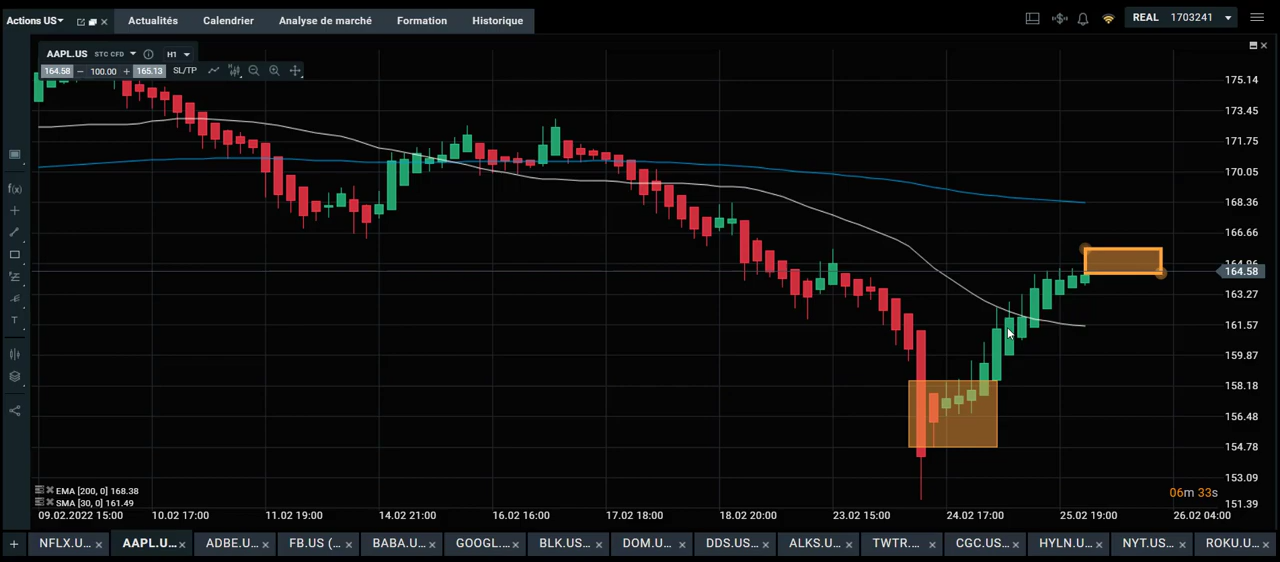 Actions US Actualités Calendrier Analyse de marché Formation Historique REAL 1703241
AAPL.US STC CFD H1
164.58 − 100.00 + 165.13 SL/TP
175.14
173.45
171.75
170.05
168.36
166.66
164.96
164.58
163.27
161.57
159.87
158.18
156.48
154.78
153.09
151.39
f(x)
T
06m 33s
EMA [200, 0] 168.38
SMA [30, 0] 161.49
09.02.2022 15:00 10.02 17:00 11.02 19:00 14.02 21:00 16.02 16:00 17.02 18:00 18.02 20:00 23.02 15:00 24.02 17:00 25.02 19:00 26.02 04:00
+ NFLX.U... AAPL.U... ADBE.U... FB.US (... BABA.U... GOOGL.... BLK.US... DOM.U... DDS.US... ALKS.U... TWTR.... CGC.US... HYLN.U... NYT.US... ROKU.U...